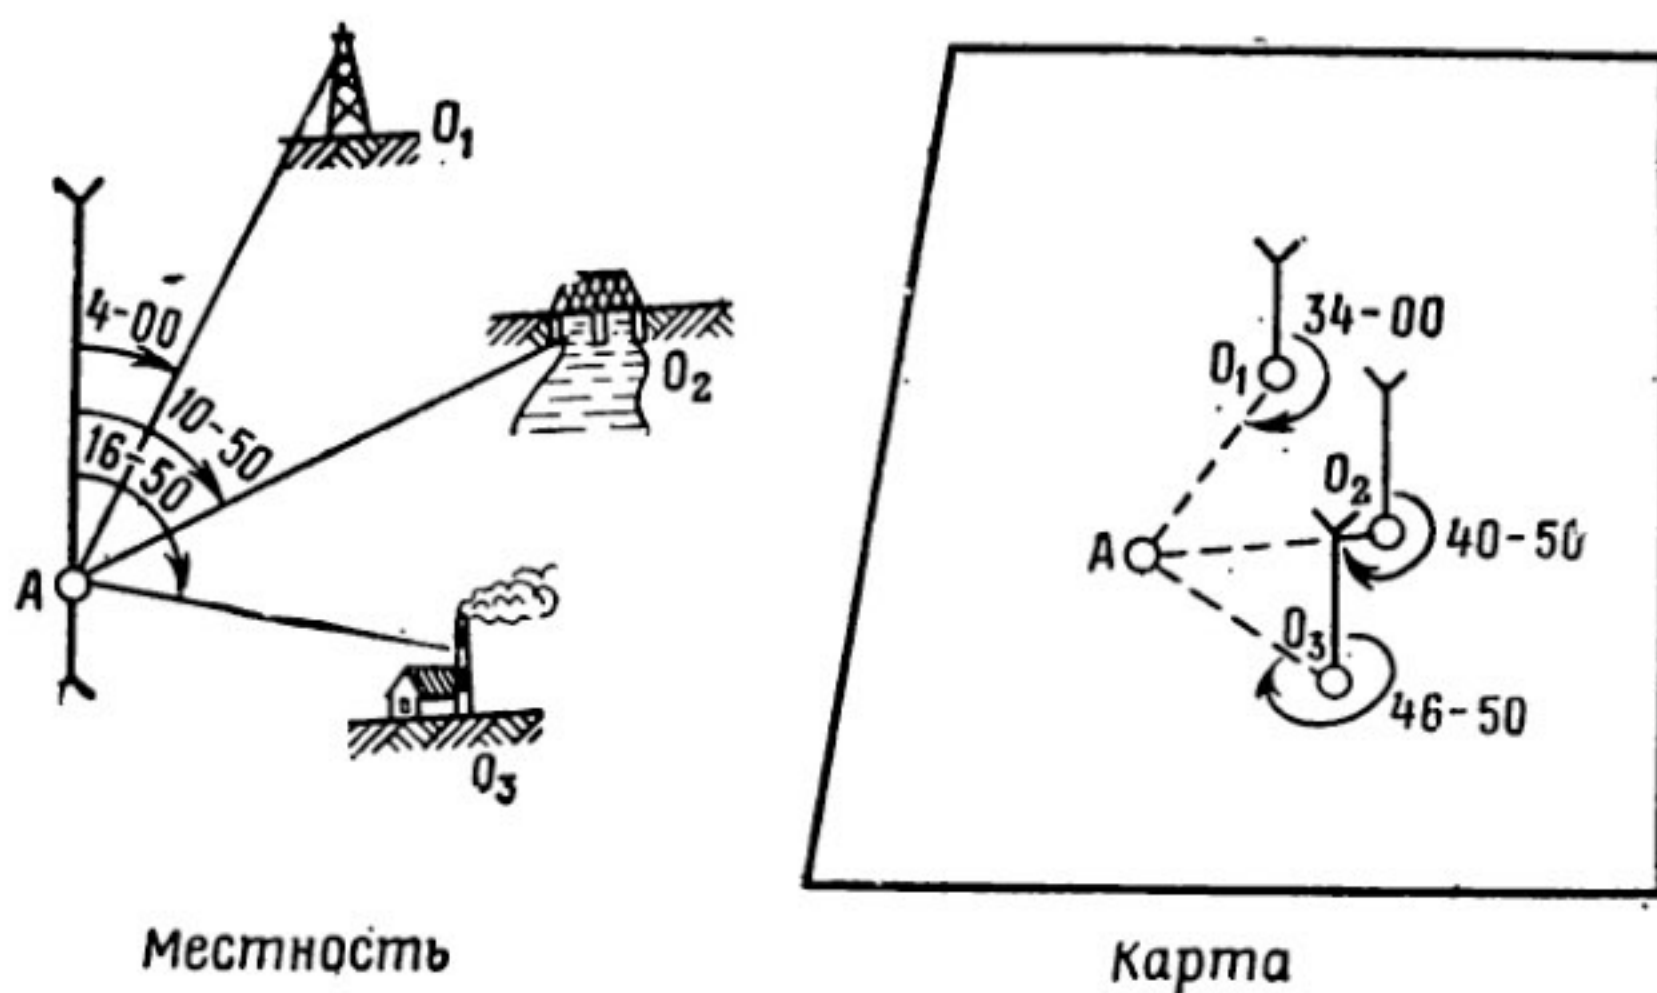 O₁
4-00
10-50
16-50
O₂
A
O₃
Местность
34-00
O₁
O₂
40-50
A
O₃
46-50
Карта